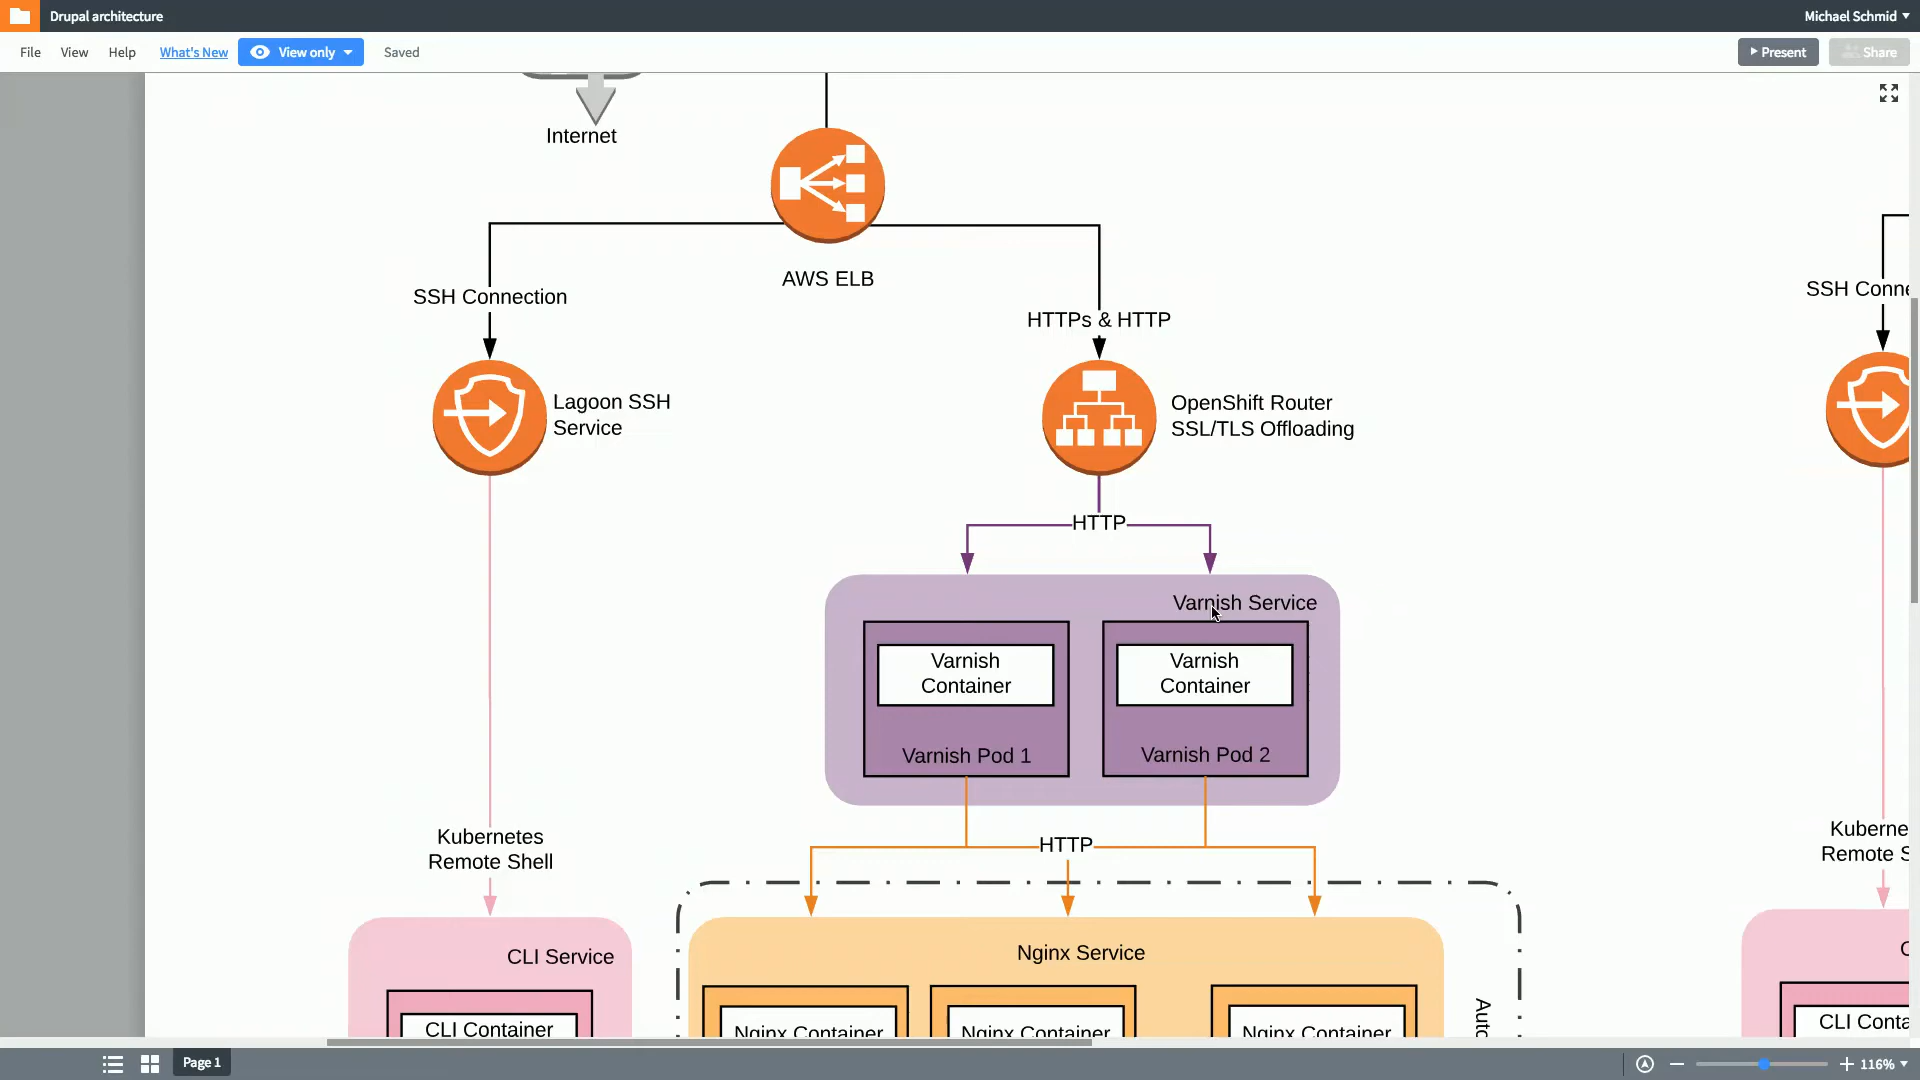 Drupal architecture
Michael Schmid
File
View
Help
What's New
View only
Saved
Present
Share
Internet
AWS ELB
SSH Connection
HTTPs & HTTP
SSH Conne
Lagoon SSH
Service
OpenShift Router
SSL/TLS Offloading
HTTP
Varnish Service
Varnish
Container
Varnish
Container
Varnish Pod 1
Varnish Pod 2
Kubernetes
Remote Shell
HTTP
Kuberne
Remote S
CLI Service
Nginx Service
C
Auto
CLI Container
Nginx Container
Nginx Container
Nginx Container
CLI Conta
Page 1
116%